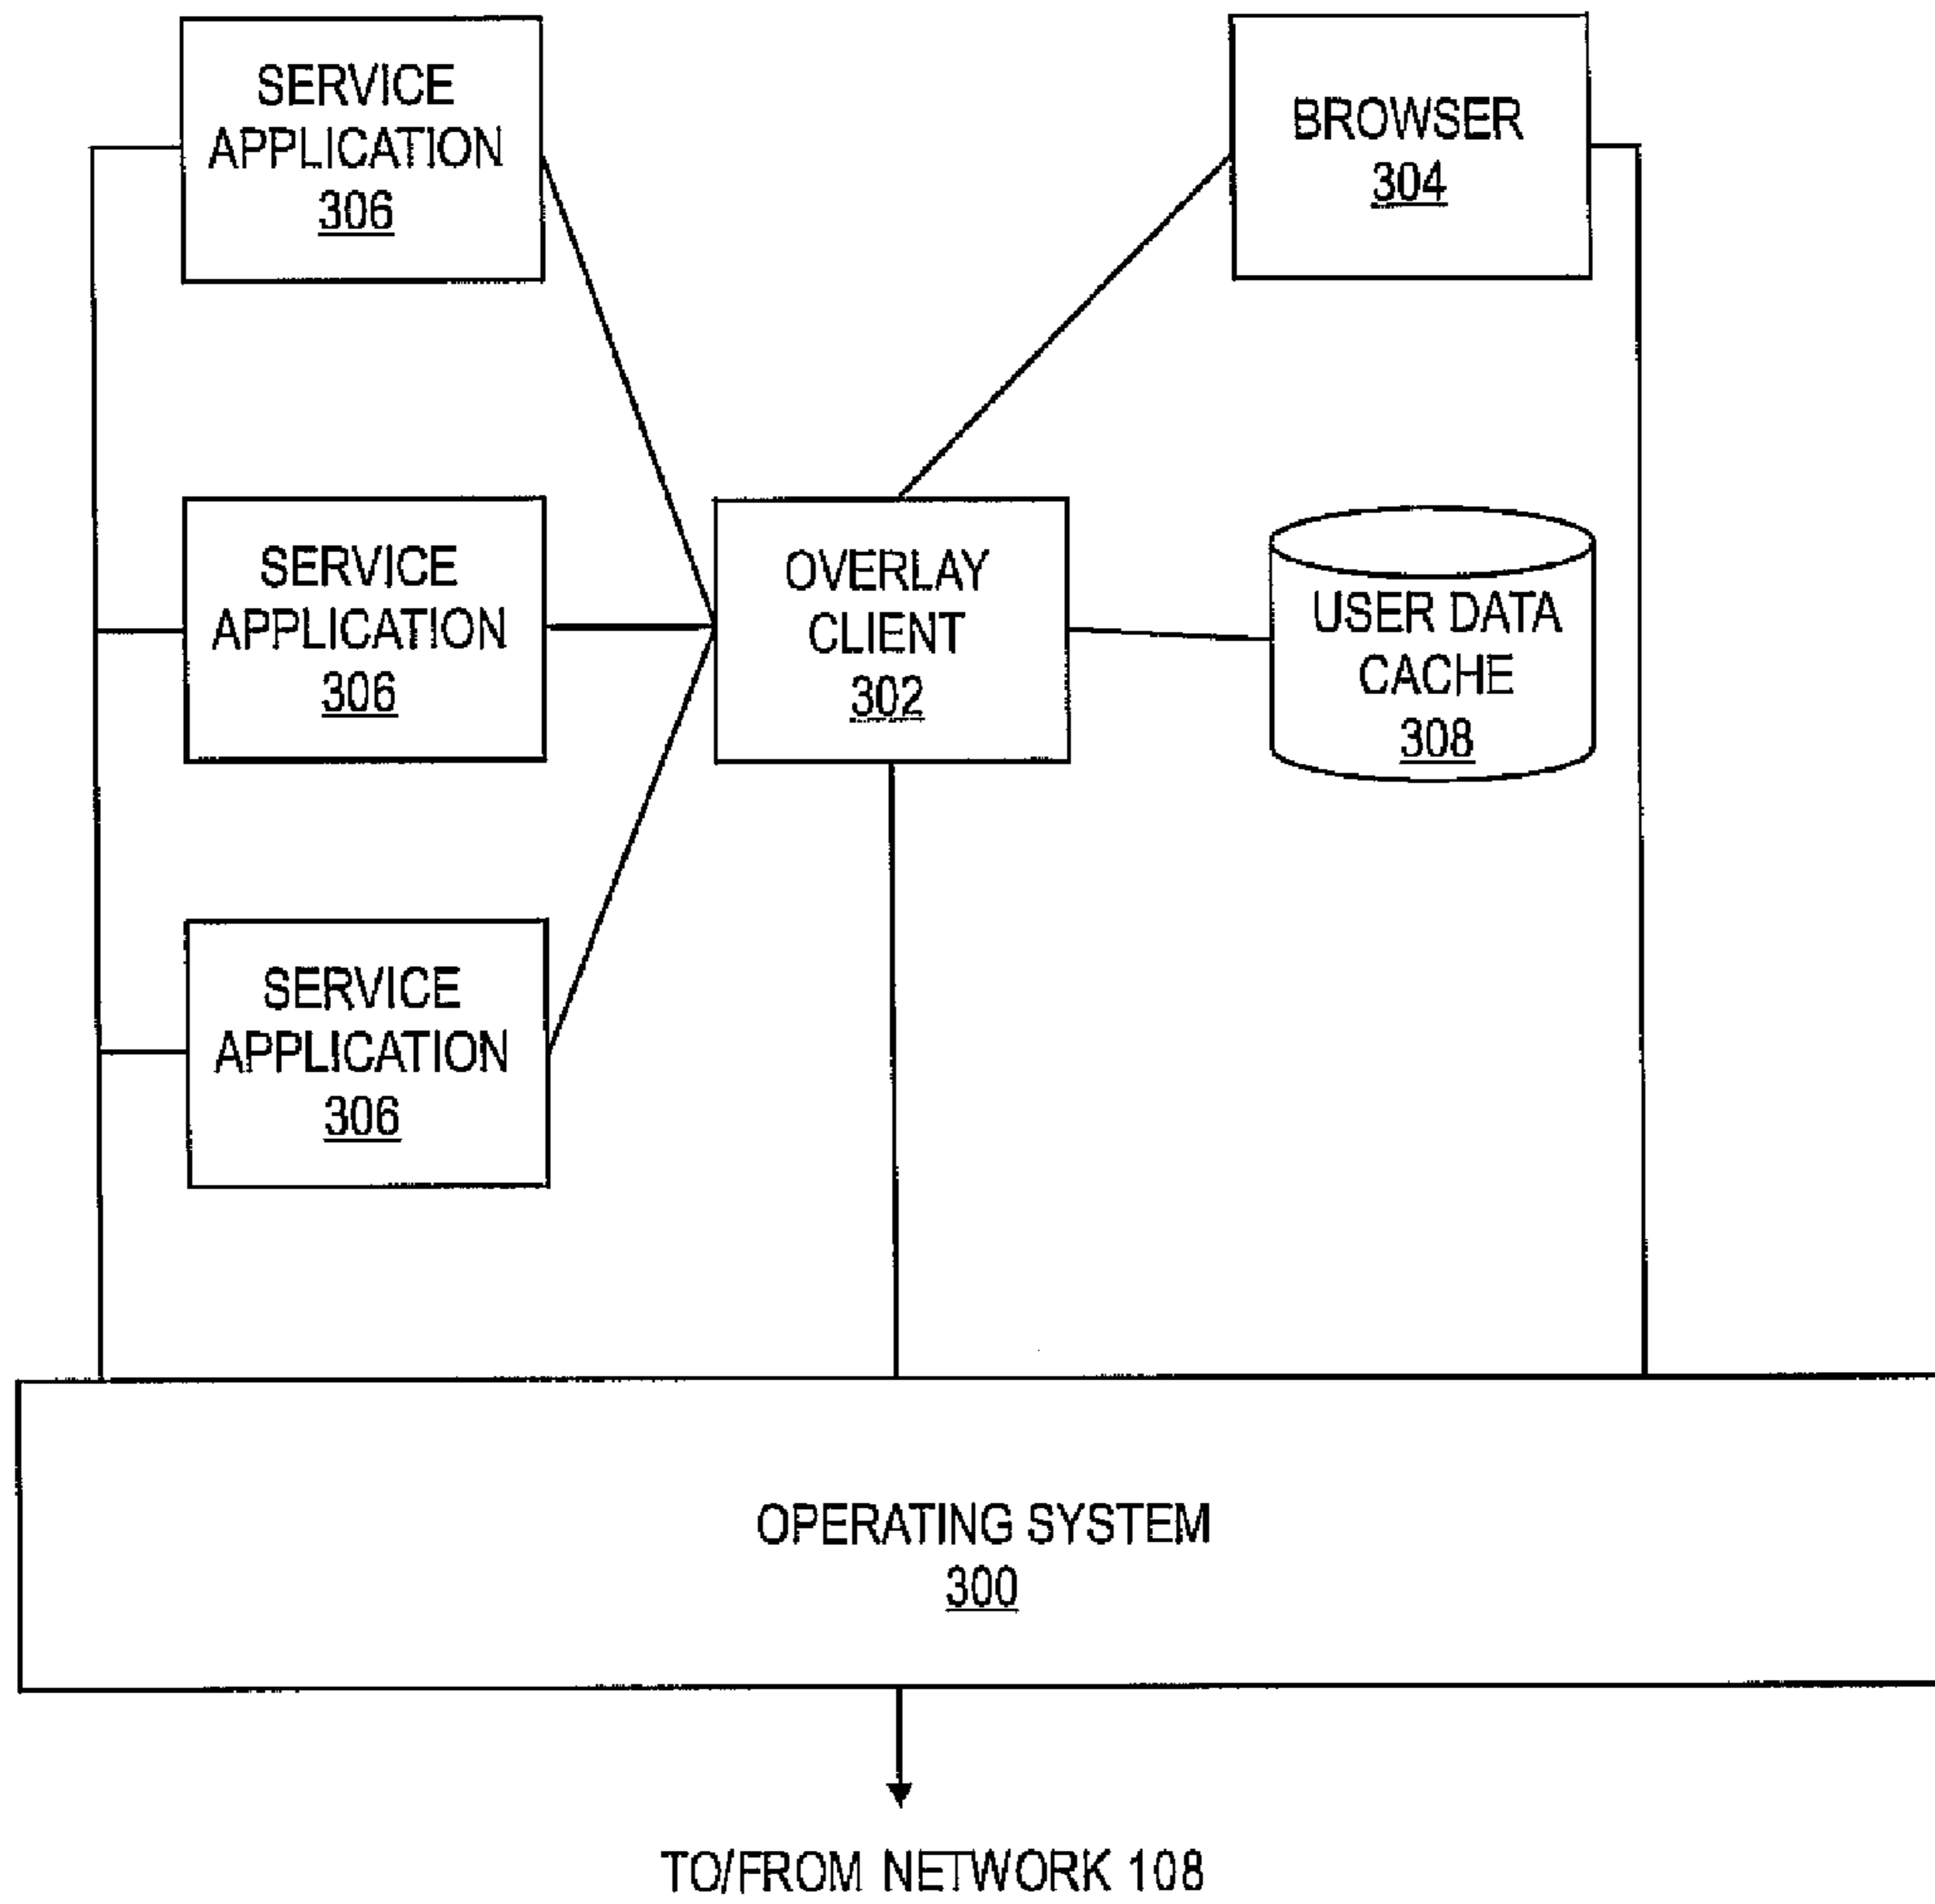 SERVICE
APPLICATION
306
BROWSER
304
SERVICE
APPLICATION
306
OVERLAY
CLIENT
302
USER DATA
CACHE
308
SERVICE
APPLICATION
306
OPERATING SYSTEM
300
TO/FROM NETWORK 108